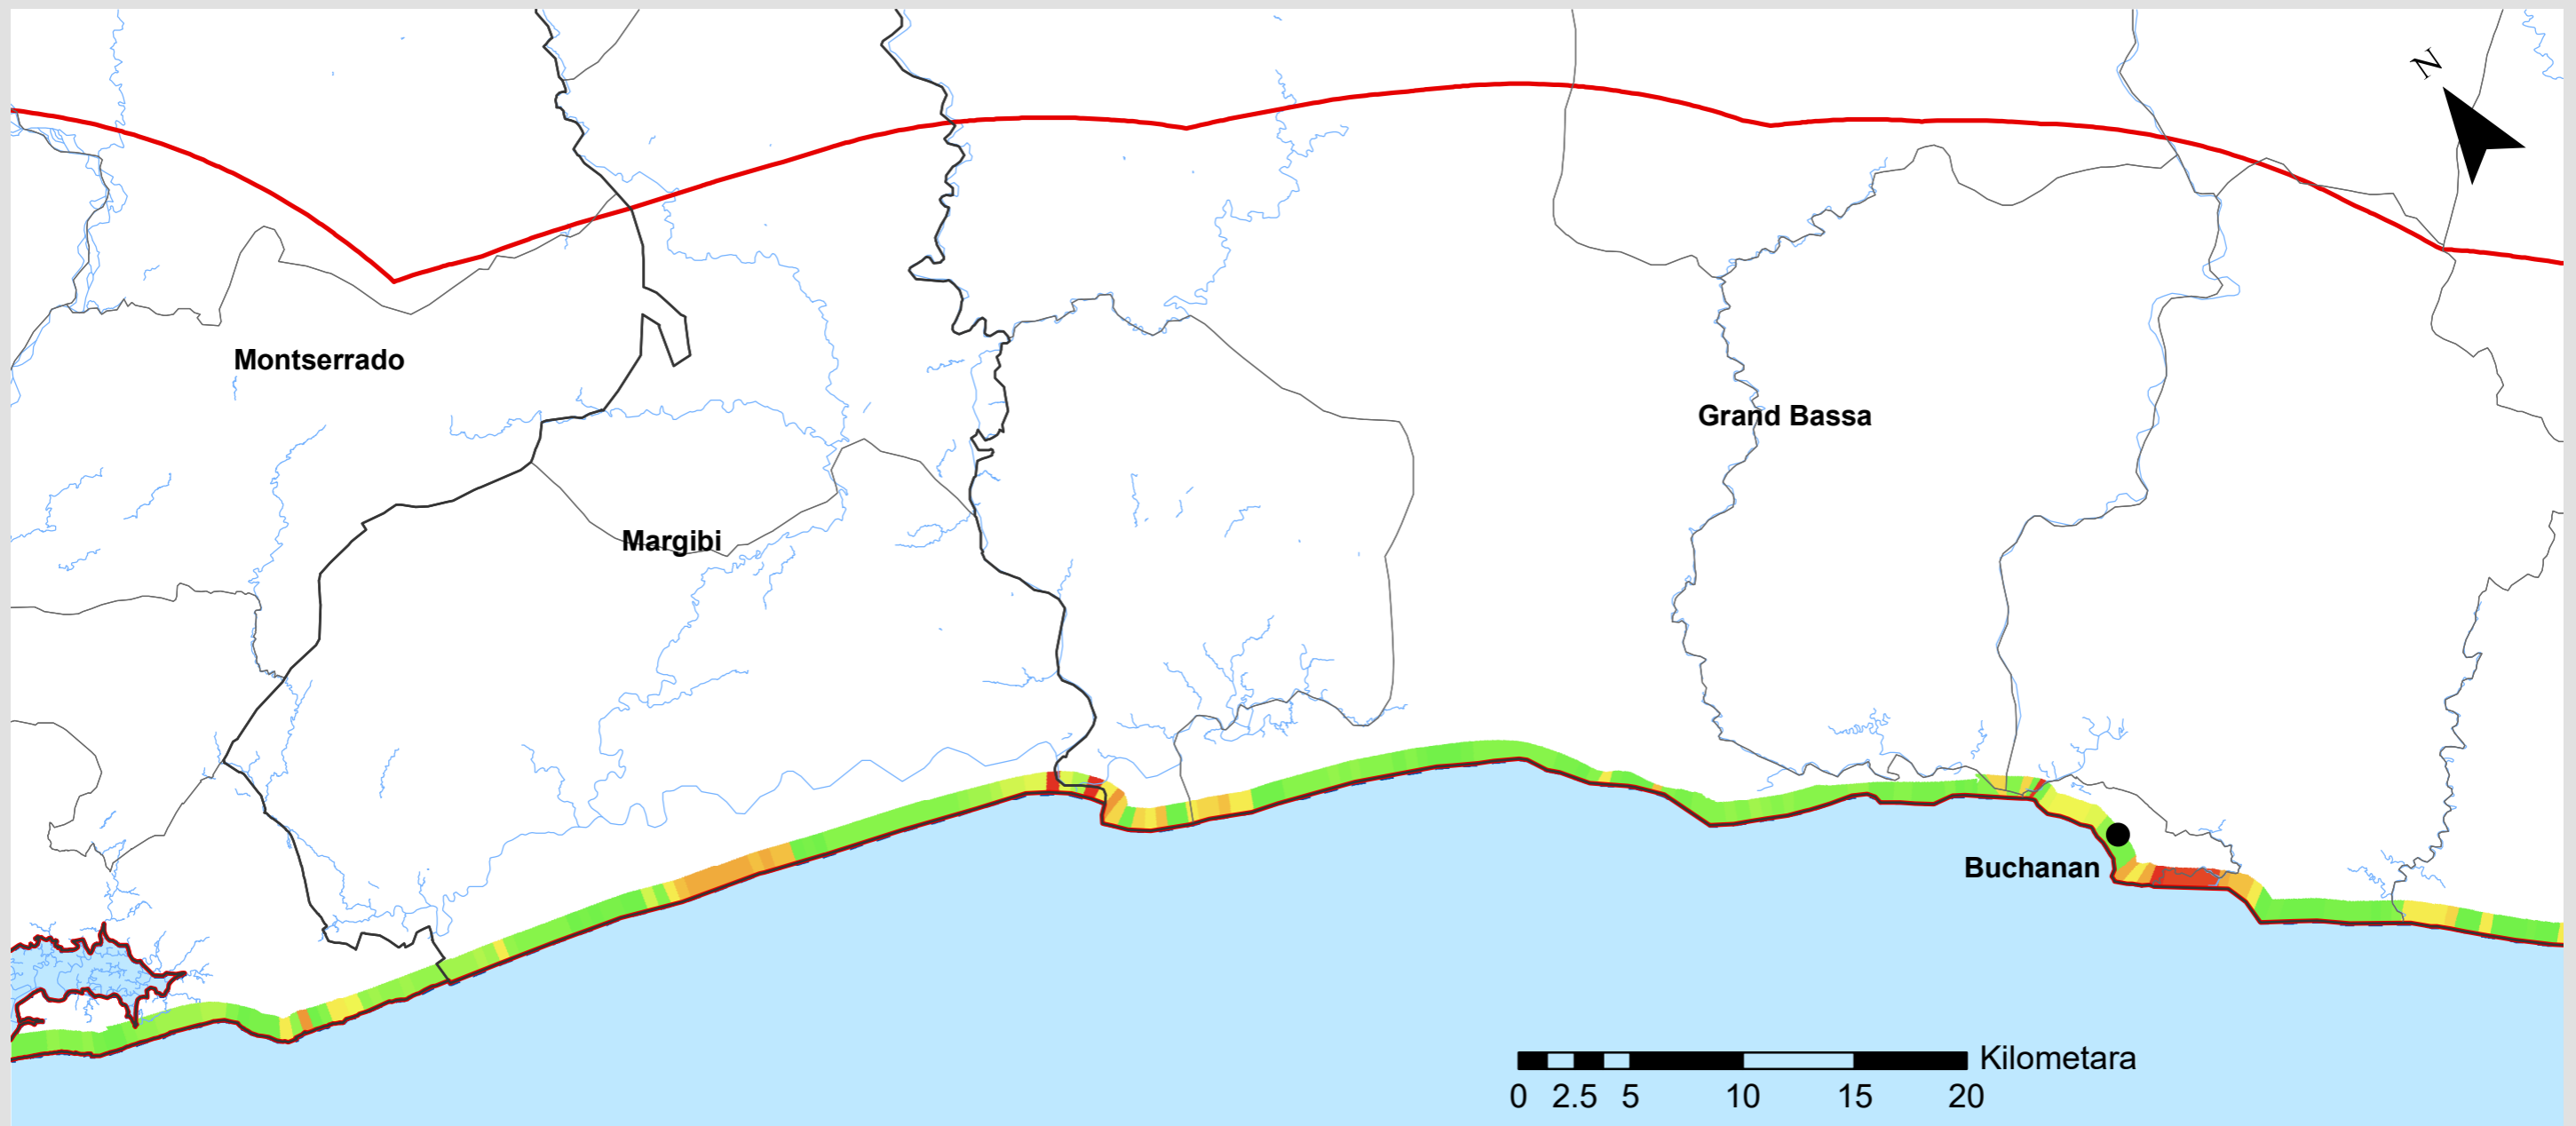 N
Montserrado
Grand Bassa
Margibi
Buchanan
Kilometara
0 2.5 5 10 15 20